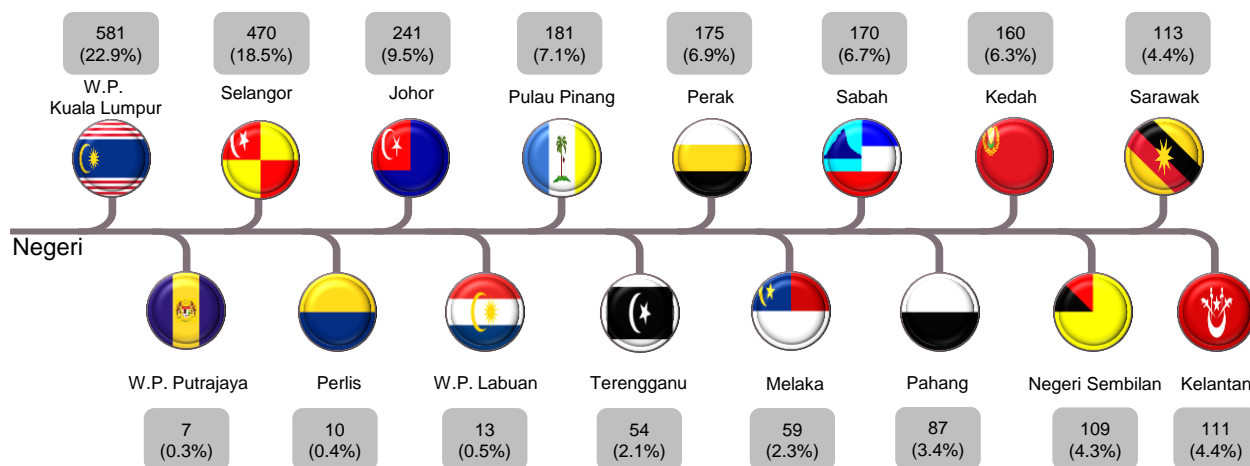 581
(22.9%)
470
(18.5%)
241
(9.5%)
181
(7.1%)
175
(6.9%)
170
(6.7%)
160
(6.3%)
113
(4.4%)
W.P.
Kuala Lumpur
Selangor
Johor
Pulau Pinang
Perak
Sabah
Kedah
Sarawak
Negeri
W.P. Putrajaya
Perlis
W.P. Labuan
Terengganu
Melaka
Pahang
Negeri Sembilan
Kelantan
7
(0.3%)
10
(0.4%)
13
(0.5%)
54
(2.1%)
59
(2.3%)
87
(3.4%)
109
(4.3%)
111
(4.4%)